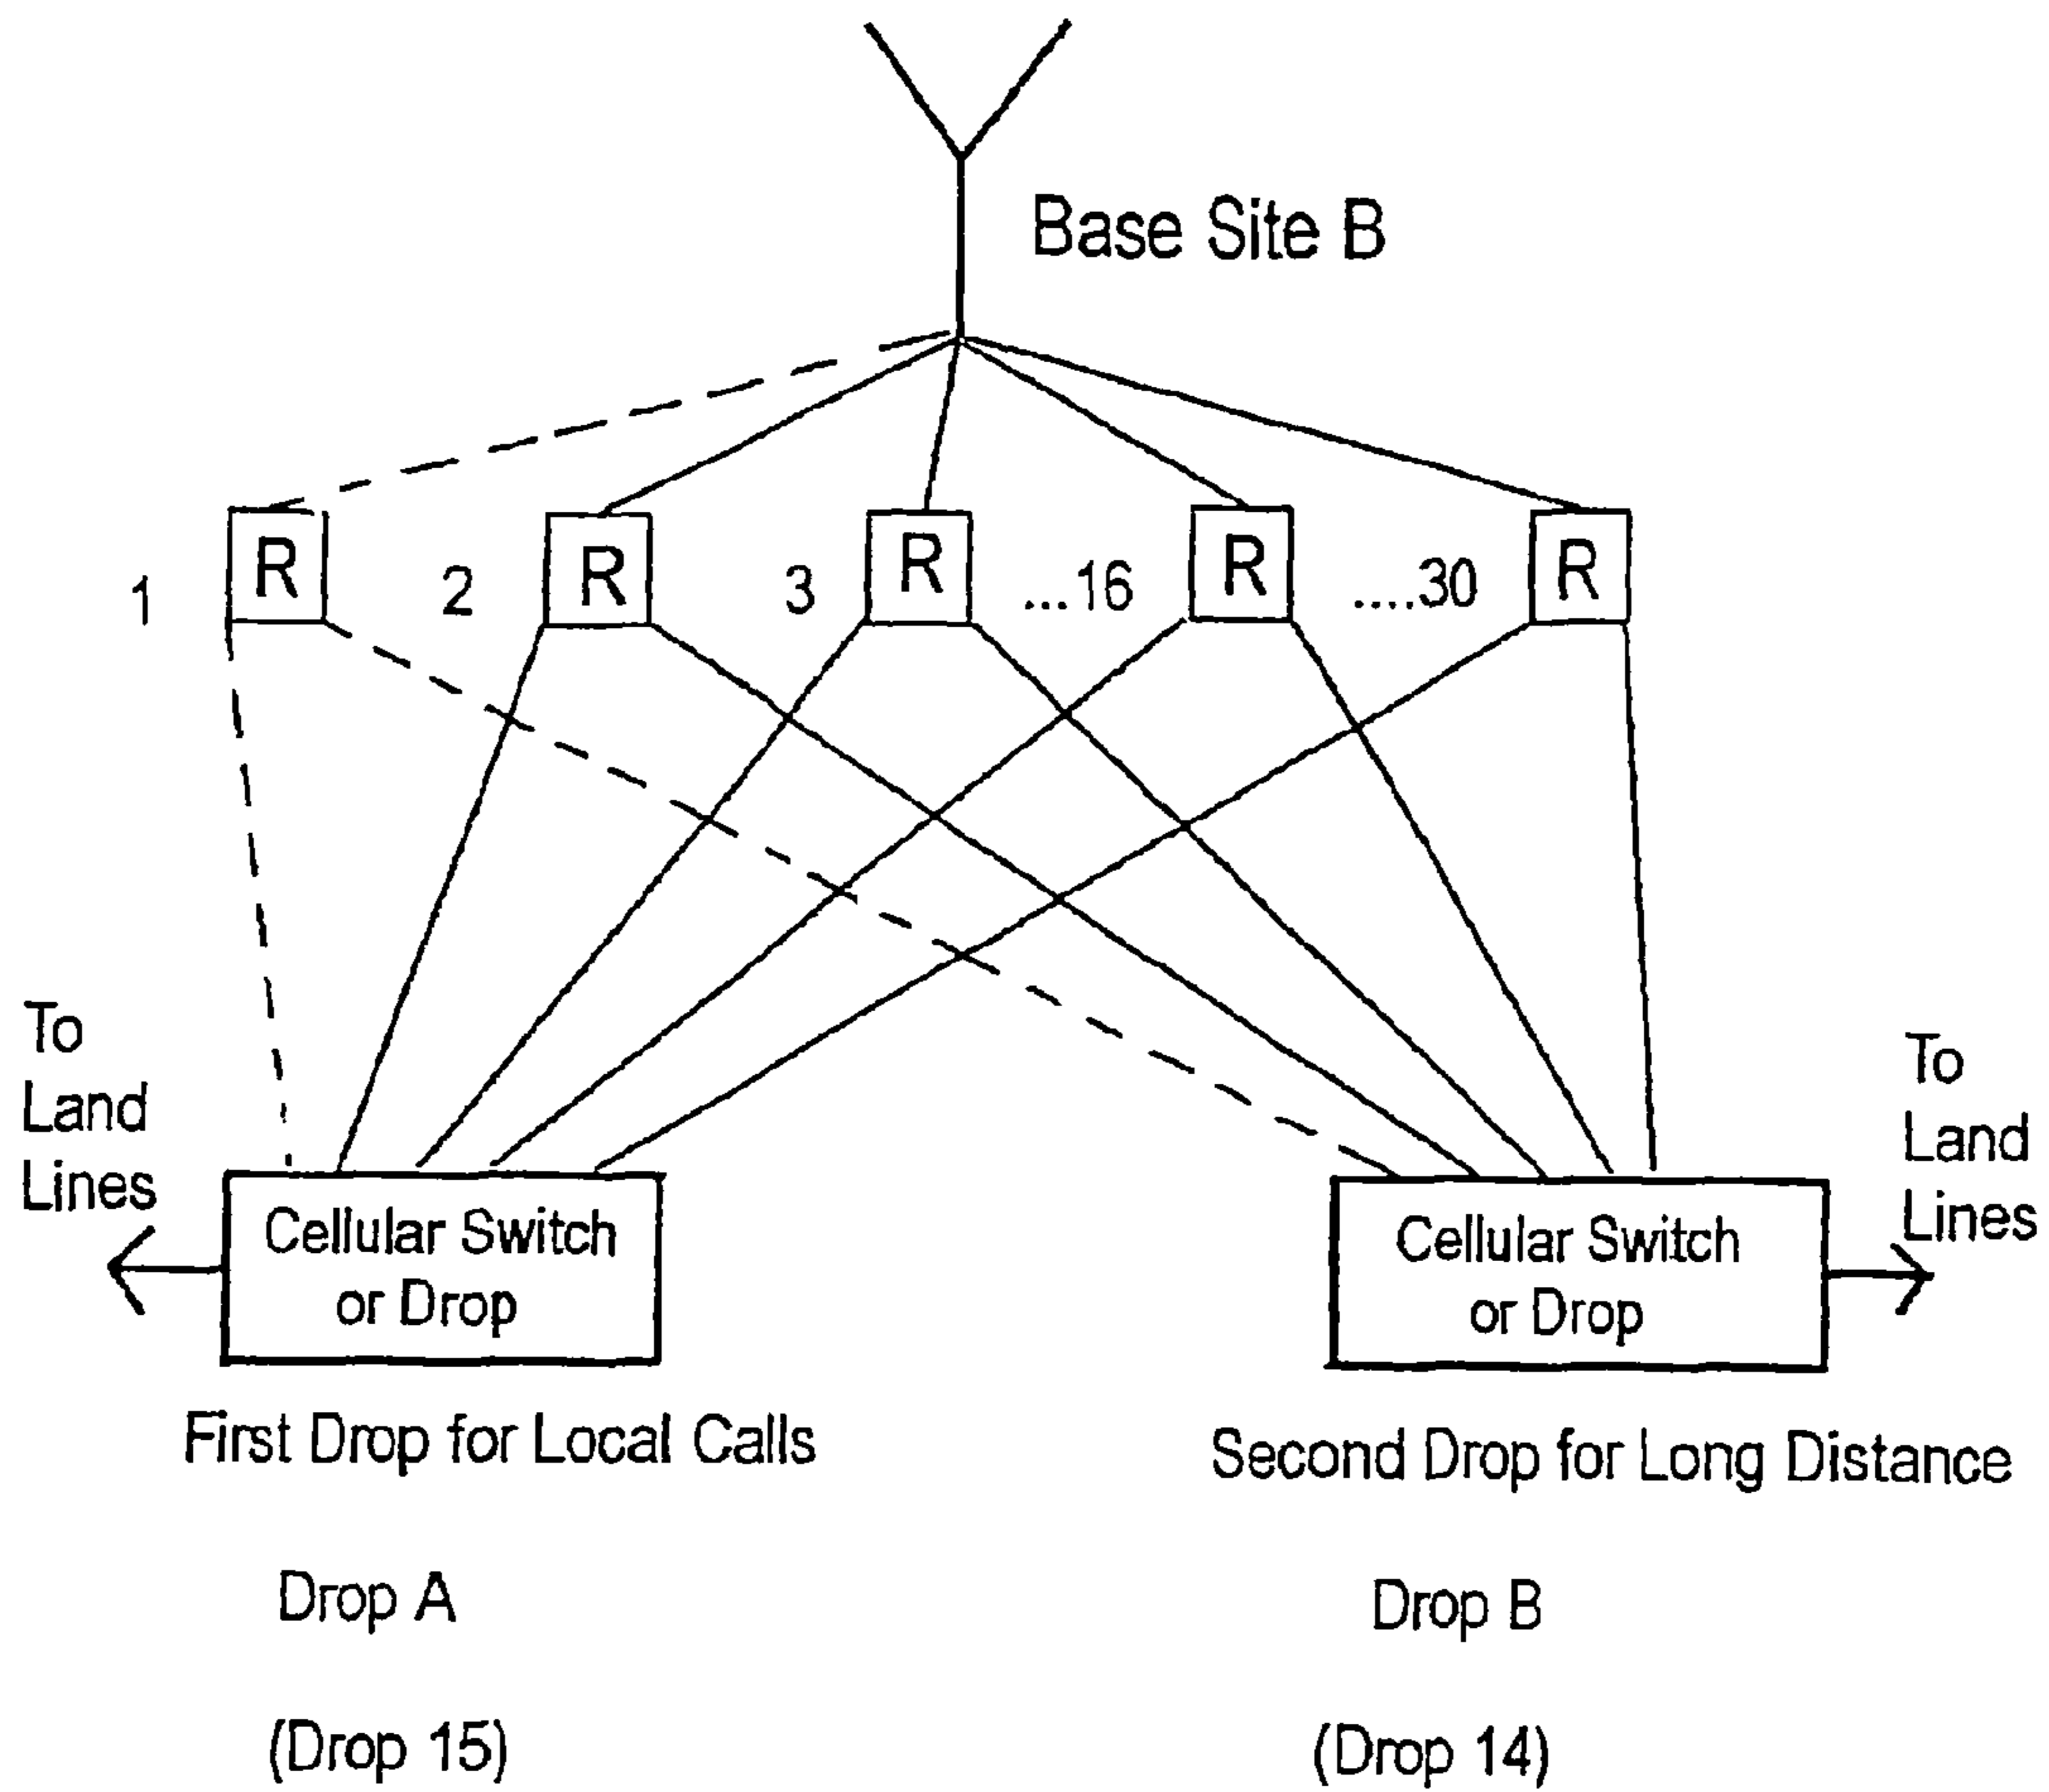 Base Site B
1 R 2 R 3 R ...16 R ....30 R
To
Land
Lines
To
Land
Lines
Cellular Switch
or Drop
Cellular Switch
or Drop
First Drop for Local Calls
Second Drop for Long Distance
Drop A
Drop B
(Drop 15)
(Drop 14)